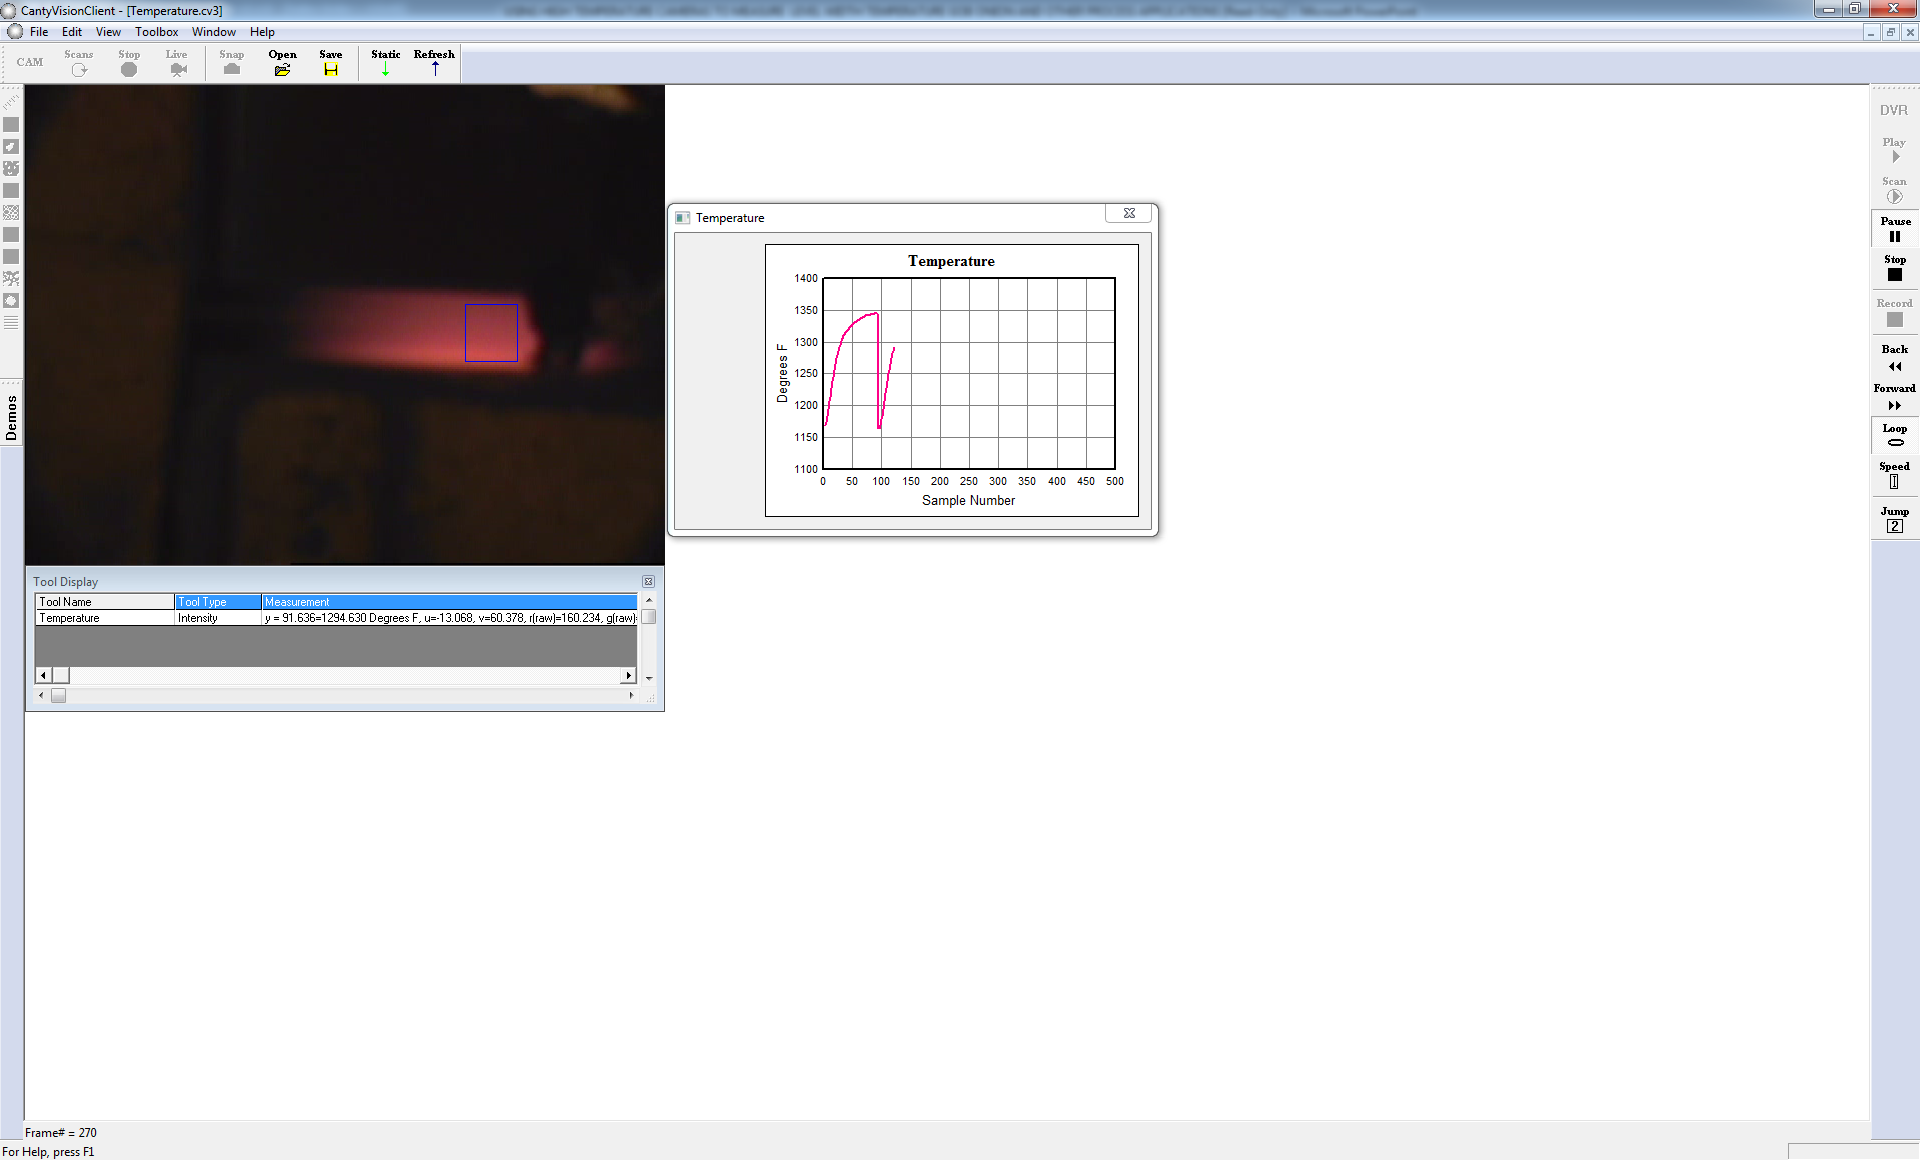 CantyVisionClient - [Temperature.cv3]
File Edit View Toolbox Window Help
CAM Scans Stop Live Snap Open Save Static Refresh
Demos
DVR
Play
Scan
Pause
Stop
Record
Back
Forward
Loop
Speed
Jump
2
Temperature
Temperature
1400
1350
1300
1250
1200
1150
1100
Degrees F
0 50 100 150 200 250 300 350 400 450 500
Sample Number
Tool Display
Tool Name Tool Type Measurement
Temperature Intensity y = 91.636=1294.630 Degrees F, u=-13.068, v=60.378, r(raw)=160.234, g(raw)=
Frame# = 270
For Help, press F1